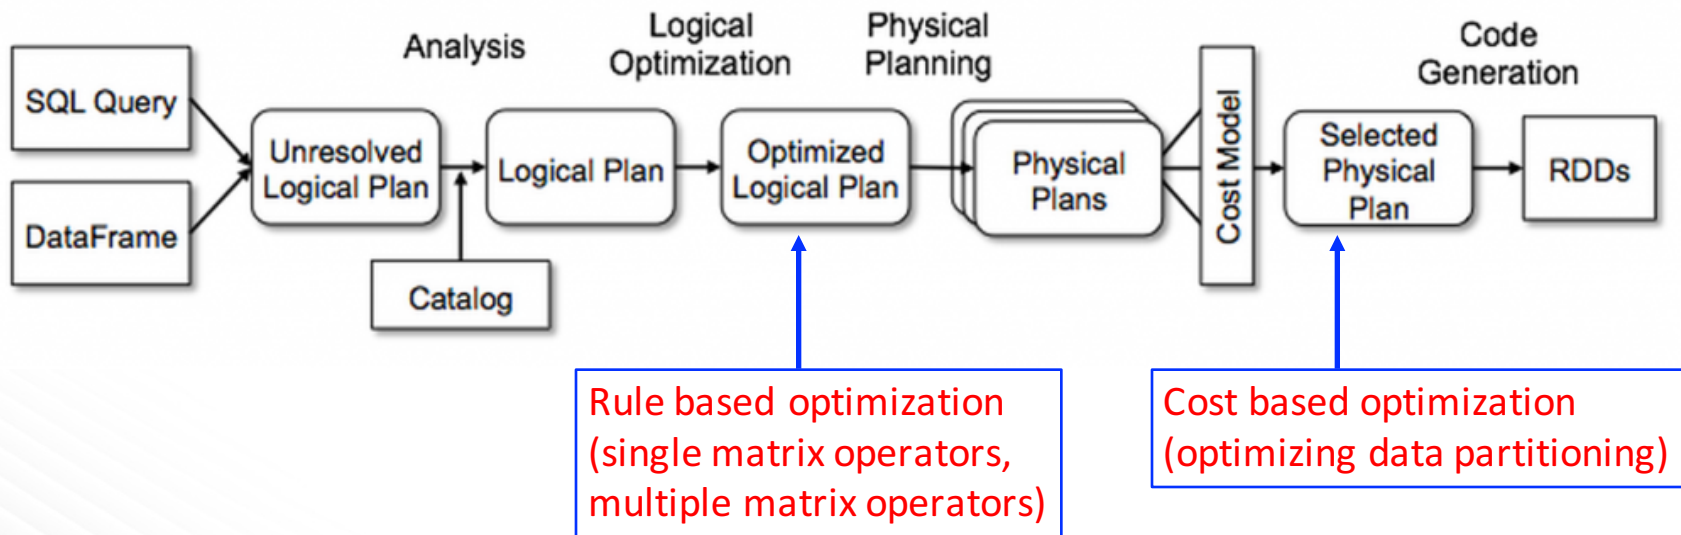 Analysis
Logical
Optimization
Physical
Planning
Code
Generation
SQL Query
DataFrame
Unresolved
Logical Plan
Catalog
Logical Plan
Optimized
Logical Plan
Physical
Plans
Cost Model
Selected
Physical
Plan
RDDs
Rule based optimization
(single matrix operators,
multiple matrix operators)
Cost based optimization
(optimizing data partitioning)